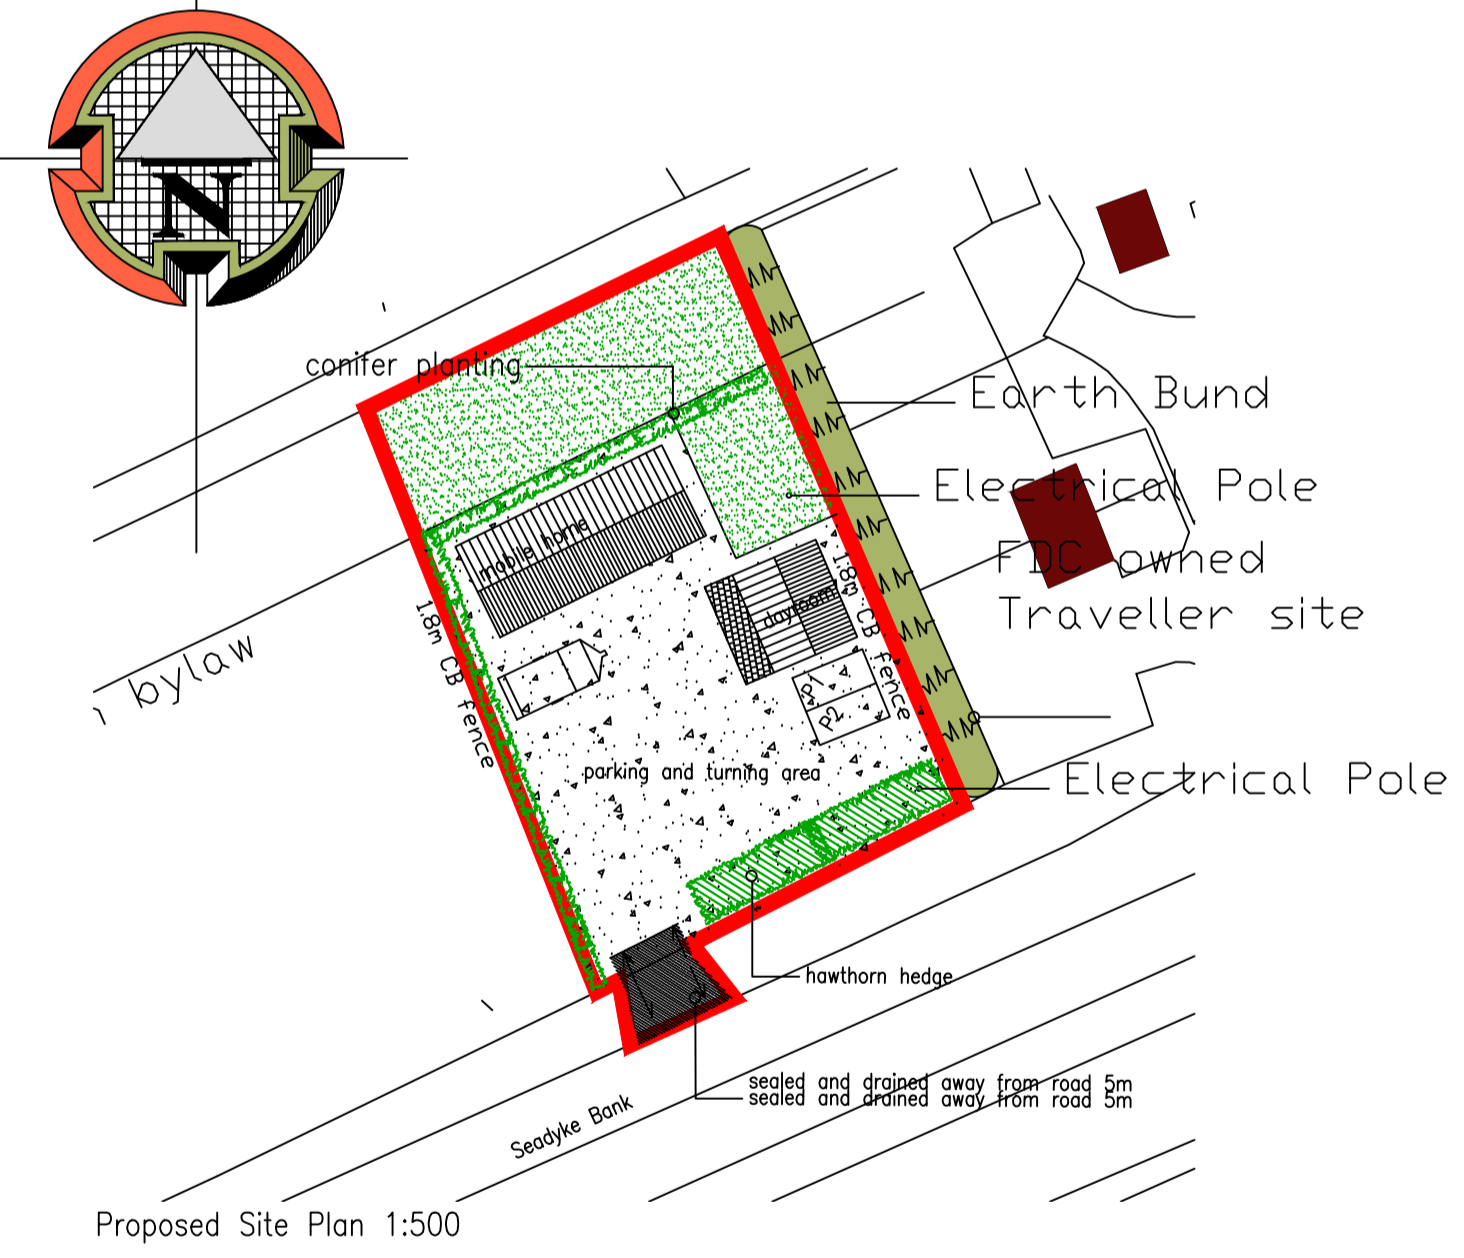 N
conifer planting
Earth Bund
Electrical Pole
mobile home
FDC owned
Traveller site
dayroom
1.8m CB fence
1.8m CB fence
bylaw
P1
P2
parking and turning area
Electrical Pole
hawthorn hedge
sealed and drained away from road 5m
sealed and drained away from road 5m
Seadyke Bank
Proposed Site Plan 1:500